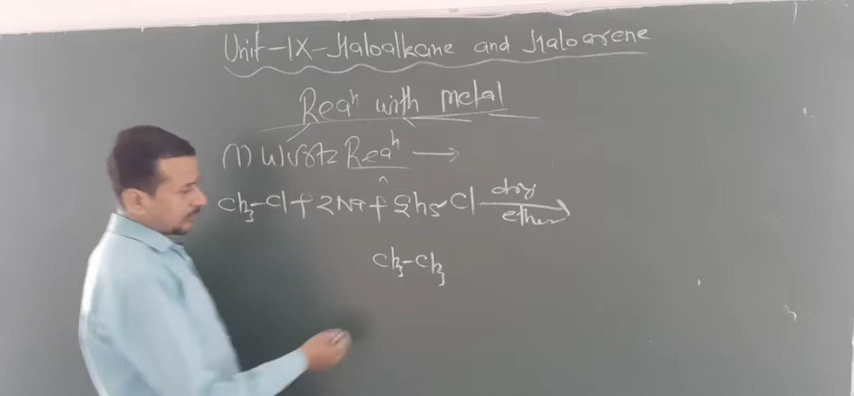 Unit-IX-Haloalkane and Haloarene
Reaⁿ with metal
(1) Wurtz Reaⁿ →
CH₃-Cl + 2Na + C₂H₅ Cl dry ether →
CH₃-CH₃